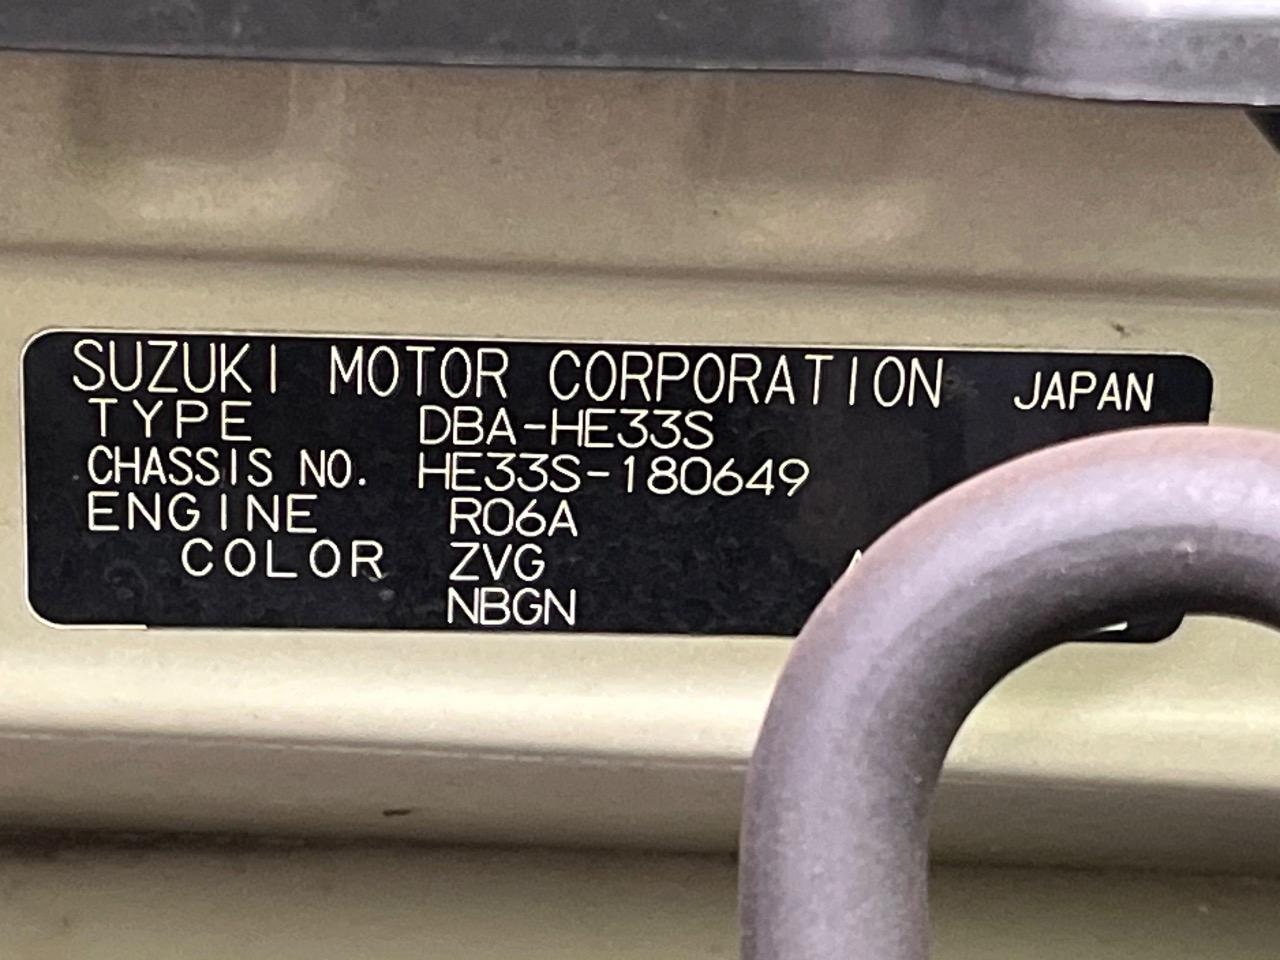 SUZUKI MOTOR CORPORATION JAPAN
TYPE DBA-HE33S
CHASSIS NO. HE33S-180649
ENGINE R06A
COLOR ZVG
NBGN